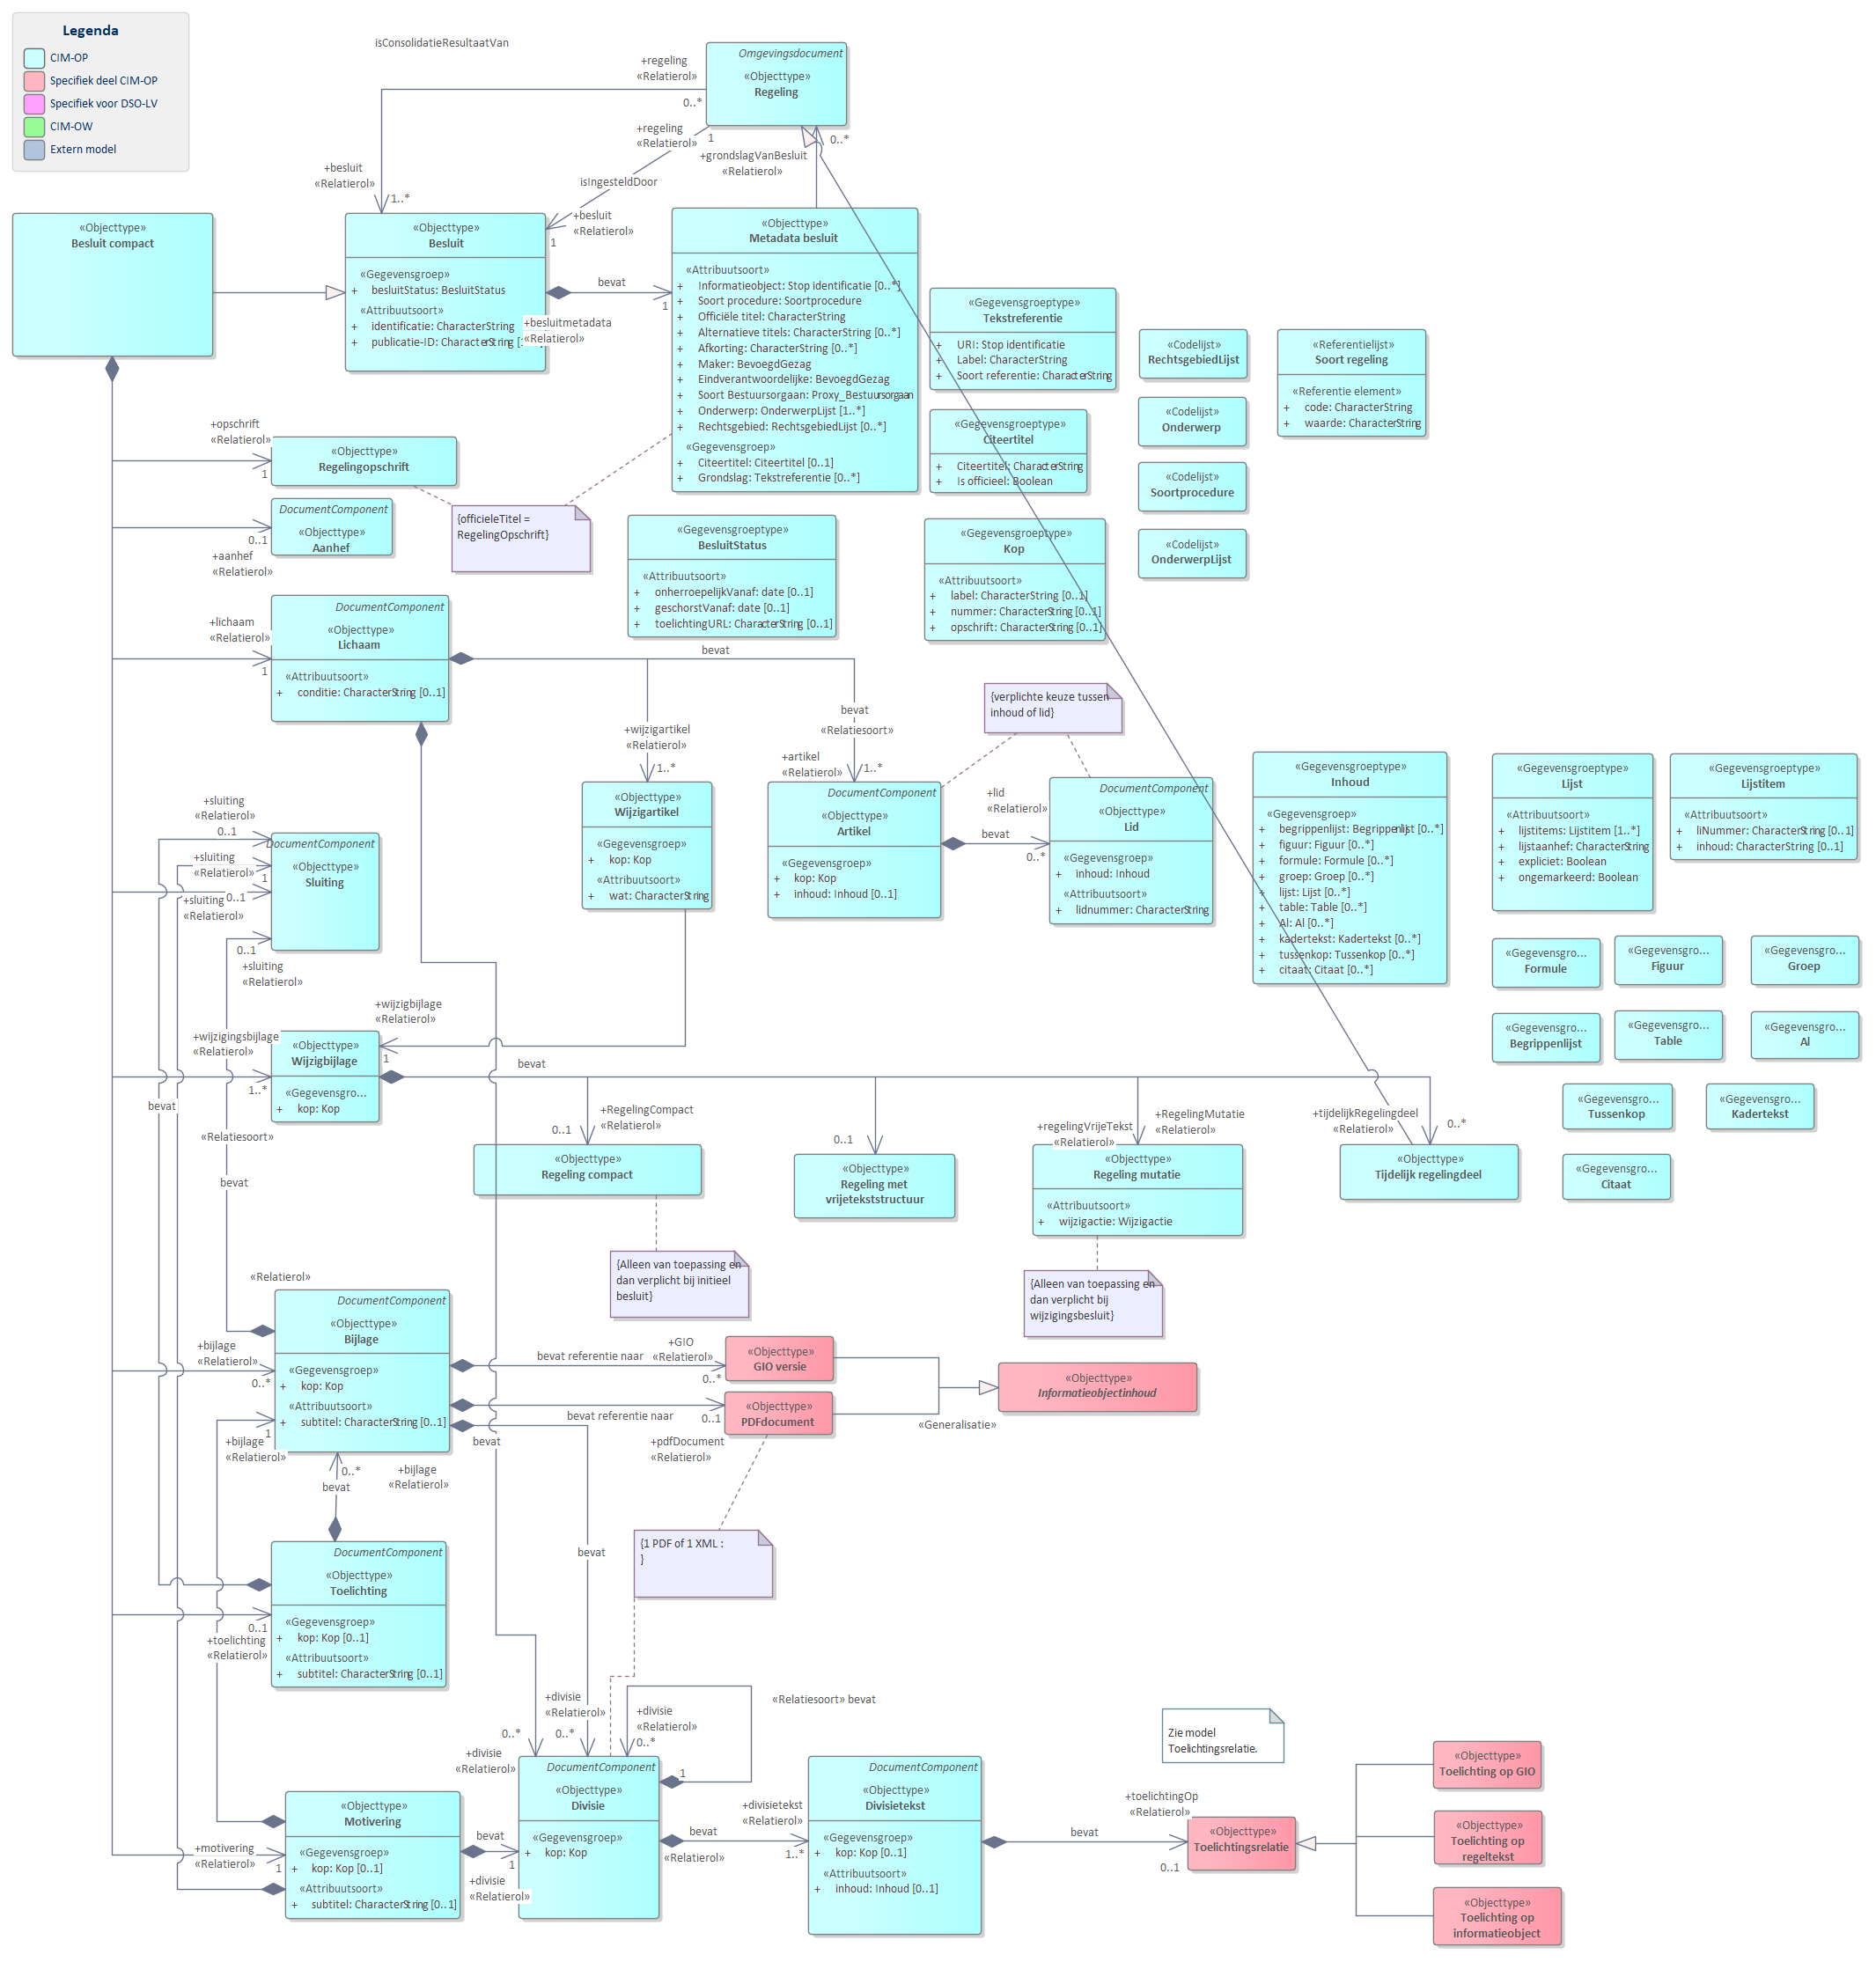 Legenda
CIM-OP
Specifiek deel CIM-OP
Specifiek voor DSO-LV
CIM-OW
Extern model
isConsolidatieResultaatVan
+regeling
«Relatierol»
0..*
Omgevingsdocument
«Objecttype»
Regeling
+regeling
«Relatierol»
1
0..*
+grondslagVanBesluit
«Relatierol»
isIngesteldDoor
+besluit
«Relatierol»
1..*
+besluit
«Relatierol»
1
«Objecttype»
Besluit compact
«Objecttype»
Besluit
«Gegevensgroep»
+ besluitStatus: BesluitStatus
«Attribuutsoort»
+ identificatie: CharacterString
+ publicatie-ID: CharacterString
bevat
1
+besluitmetadata
«Relatierol»
«Objecttype»
Metadata besluit
«Attribuutsoort»
+ Informatieobject: Stop identificatie [0..*]
+ Soort procedure: Soortprocedure
+ Officiële titel: CharacterString
+ Alternatieve titels: CharacterString [0..*]
+ Afkorting: CharacterString [0..*]
+ Maker: BevoegdGezag
+ Eindverantwoordelijke: BevoegdGezag
+ Soort Bestuursorgaan: Proxy_Bestuursorgaan
+ Onderwerp: OnderwerpLijst [1..*]
+ Rechtsgebied: RechtsgebiedLijst [0..*]
«Gegevensgroep»
+ Citeertitel: Citeertitel [0..1]
+ Grondslag: Tekstreferentie [0..*]
«Gegevensgroeptype»
Tekstreferentie
+ URI: Stop identificatie
+ Label: CharacterString
+ Soort referentie: CharacterString
«Gegevensgroeptype»
Citeertitel
+ Citeertitel: CharacterString
+ Is officieel: Boolean
«Codelijst»
RechtsgebiedLijst
«Codelijst»
Onderwerp
«Codelijst»
Soortprocedure
«Codelijst»
OnderwerpLijst
«Referentielijst»
Soort regeling
«Referentie element»
+ code: CharacterString
+ waarde: CharacterString
+opschrift
«Relatierol»
1
«Objecttype»
Regelingopschrift
DocumentComponent
«Objecttype»
Aanhef
0..1
+aanhef
«Relatierol»
{officieleTitel =
RegelingOpschrift}
«Gegevensgroeptype»
BesluitStatus
«Attribuutsoort»
+ onherroepelijkVanaf: date [0..1]
+ geschorstVanaf: date [0..1]
+ toelichtingURL: CharacterString [0..1]
«Gegevensgroeptype»
Kop
«Attribuutsoort»
+ label: CharacterString [0..1]
+ nummer: CharacterString [0..1]
+ opschrift: CharacterString [0..1]
+lichaam
«Relatierol»
1
DocumentComponent
«Objecttype»
Lichaam
«Attribuutsoort»
+ conditie: CharacterString [0..1]
bevat
+wijzigartikel
«Relatierol»
1..*
bevat
«Relatiesoort»
+artikel
«Relatierol»
1..*
{verplichte keuze tussen
inhoud of lid}
«Objecttype»
Wijzigartikel
«Gegevensgroep»
+ kop: Kop
«Attribuutsoort»
+ wat: CharacterString
DocumentComponent
«Objecttype»
Artikel
«Gegevensgroep»
+ kop: Kop
+ inhoud: Inhoud [0..1]
+lid
«Relatierol»
bevat
0..*
DocumentComponent
«Objecttype»
Lid
«Gegevensgroep»
+ inhoud: Inhoud
«Attribuutsoort»
+ lidnummer: CharacterString
«Gegevensgroeptype»
Inhoud
«Gegevensgroep»
+ begrippenlijst: Begrippenlijst [0..*]
+ figuur: Figuur [0..*]
+ formule: Formule [0..*]
+ groep: Groep [0..*]
+ lijst: Lijst [0..*]
+ table: Table [0..*]
+ Al: Al [0..*]
+ kadertekst: Kadertekst [0..*]
+ tussenkop: Tussenkop [0..*]
+ citaat: Citaat [0..*]
«Gegevensgroeptype»
Lijst
«Attribuutsoort»
+ lijstitems: Lijstitem [1..*]
+ lijstaanhef: CharacterString
+ expliciet: Boolean
+ ongemarkeerd: Boolean
«Gegevensgroeptype»
Lijstitem
«Attribuutsoort»
+ liNummer: CharacterString [0..1]
+ inhoud: CharacterString [0..1]
«Gegevensgro...
Formule
«Gegevensgro...
Figuur
«Gegevensgro...
Groep
«Gegevensgro...
Begrippenlijst
«Gegevensgro...
Table
«Gegevensgro...
Al
«Gegevensgro...
Tussenkop
«Gegevensgro...
Kadertekst
«Gegevensgro...
Citaat
+sluiting
«Relatierol»
0..1
+sluiting
«Relatierol»
1
0..1
+sluiting
«Relatierol»
0..1
+sluiting
«Relatierol»
DocumentComponent
«Objecttype»
Sluiting
+wijzigbijlage
«Relatierol»
1
+wijzigingsbijlage
«Relatierol»
1..*
«Objecttype»
Wijzigbijlage
«Gegevensgro...
+ kop: Kop
bevat
bevat
«Relatiesoort»
bevat
+RegelingCompact
«Relatierol»
0..1
0..1
+regelingVrijeTekst
«Relatierol»
+RegelingMutatie
«Relatierol»
+tijdelijkRegelingdeel
«Relatierol»
0..*
«Objecttype»
Regeling compact
«Objecttype»
Regeling met
vrijetekststructuur
«Objecttype»
Regeling mutatie
«Attribuutsoort»
+ wijzigactie: Wijzigactie
«Objecttype»
Tijdelijk regelingdeel
{Alleen van toepassing en
dan verplicht bij initieel
besluit}
{Alleen van toepassing en
dan verplicht bij
wijzigingsbesluit}
«Relatierol»
DocumentComponent
«Objecttype»
Bijlage
«Gegevensgroep»
+ kop: Kop
«Attribuutsoort»
+ subtitel: CharacterString [0..1]
+bijlage
«Relatierol»
0..*
1
+bijlage
«Relatierol»
0..*
bevat
+bijlage
«Relatierol»
bevat
bevat referentie naar
+GIO
«Relatierol»
0..*
«Objecttype»
GIO versie
bevat referentie naar
0..1
+pdfDocument
«Relatierol»
«Objecttype»
PDFdocument
«Objecttype»
Informatieobjectinhoud
«Generalisatie»
{1 PDF of 1 XML :
}
bevat
DocumentComponent
«Objecttype»
Toelichting
«Gegevensgroep»
+ kop: Kop [0..1]
«Attribuutsoort»
+ subtitel: CharacterString [0..1]
0..1
+toelichting
«Relatierol»
+divisie
«Relatierol»
0..*
0..*
+divisie
«Relatierol»
+divisie
«Relatierol»
0..*
«Relatiesoort» bevat
1
DocumentComponent
«Objecttype»
Divisie
«Gegevensgroep»
+ kop: Kop
+motivering
«Relatierol»
1
«Objecttype»
Motivering
«Gegevensgroep»
+ kop: Kop [0..1]
«Attribuutsoort»
+ subtitel: CharacterString [0..1]
bevat
1
+divisie
«Relatierol»
+divisietekst
«Relatierol»
bevat
1..*
«Relatierol»
DocumentComponent
«Objecttype»
Divisietekst
«Gegevensgroep»
+ kop: Kop [0..1]
«Attribuutsoort»
+ inhoud: Inhoud [0..1]
bevat
+toelichtingOp
«Relatierol»
0..1
Zie model
Toelichtingsrelatie.
«Objecttype»
Toelichtingsrelatie
«Objecttype»
Toelichting op GIO
«Objecttype»
Toelichting op
regeltekst
«Objecttype»
Toelichting op
informatieobject